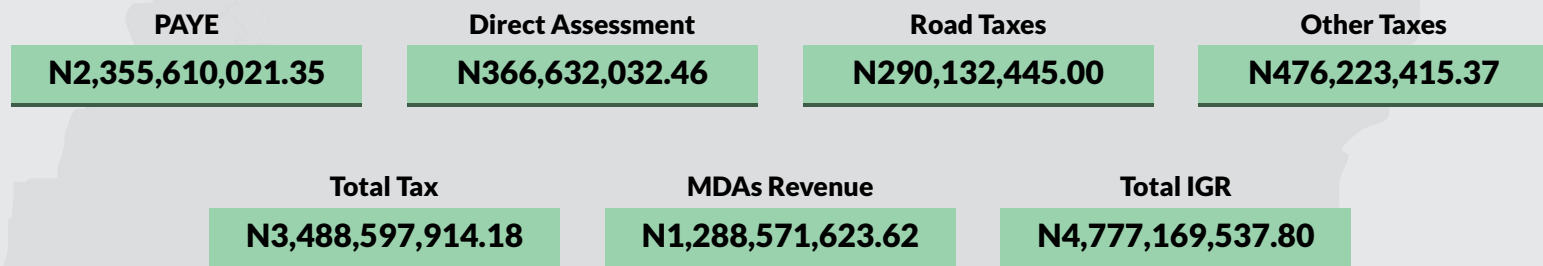 PAYE Direct Assessment Road Taxes Other Taxes
N2,355,610,021.35 N366,632,032.46 N290,132,445.00 N476,223,415.37
Total Tax MDAs Revenue Total IGR
N3,488,597,914.18 N1,288,571,623.62 N4,777,169,537.80